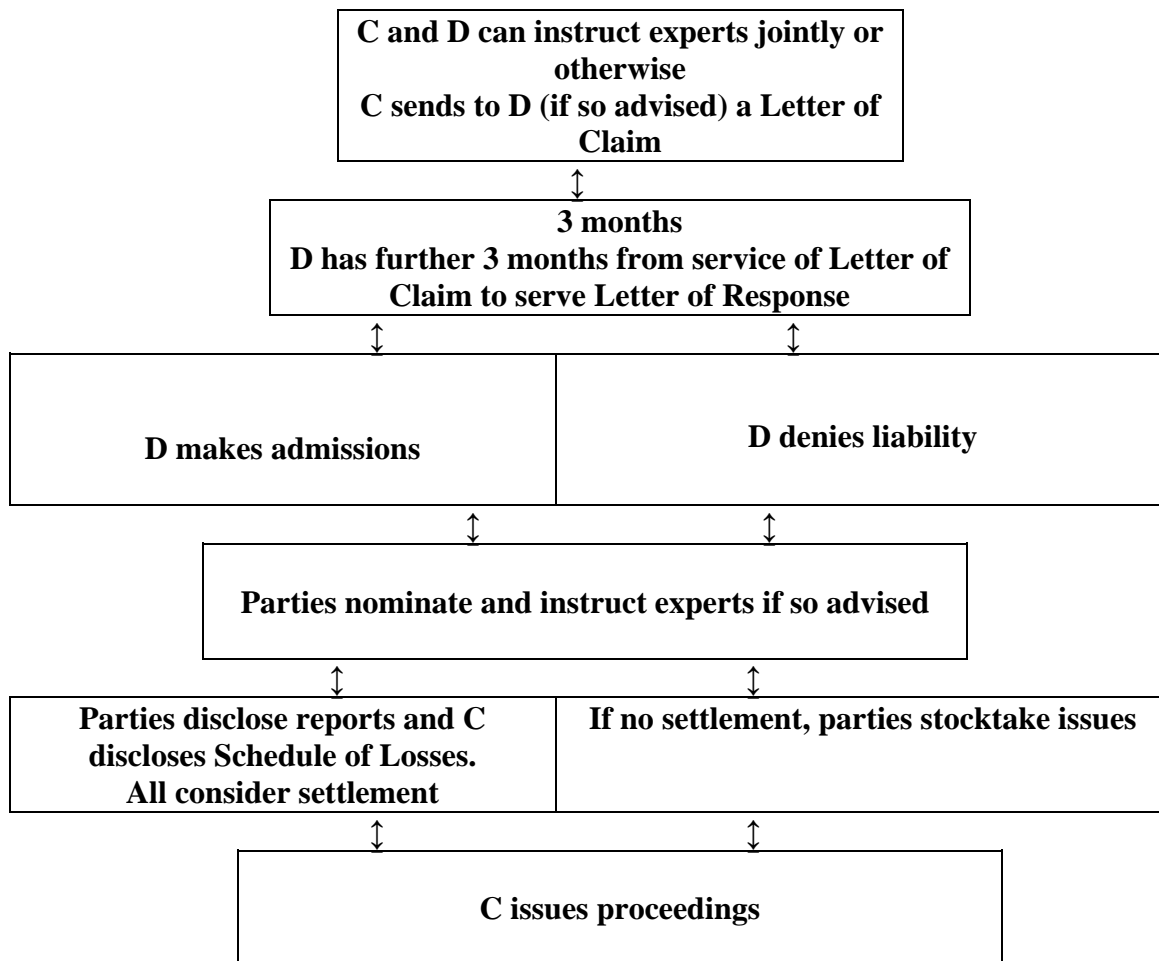 C and D can instruct experts jointly or
otherwise
C sends to D (if so advised) a Letter of
Claim
↕
3 months
D has further 3 months from service of Letter of
Claim to serve Letter of Response
↕ ↕
D makes admissions
D denies liability
↕ ↕
Parties nominate and instruct experts if so advised
↕ ↕
Parties disclose reports and C
discloses Schedule of Losses.
All consider settlement
If no settlement, parties stocktake issues
↕ ↕
C issues proceedings